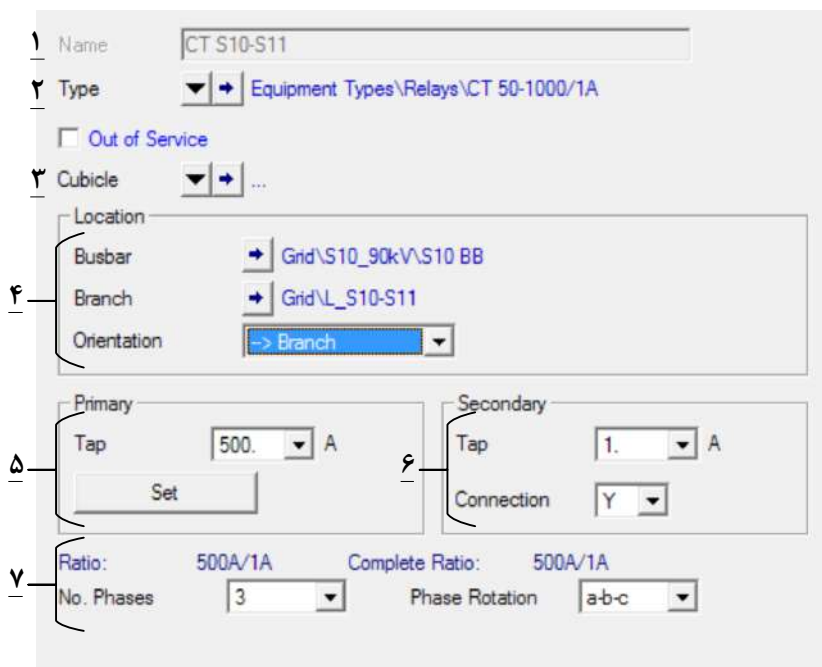 ۱ Name CT S10-S11
۲ Type Equipment Types\Relays\CT 50-1000/1A
Out of Service
۳ Cubicle ...
Location
Busbar Grid\S10_90kV\S10 BB
۴ Branch Grid\L_S10-S11
Orientation --> Branch
Primary Secondary
Tap 500. A Tap 1. A
۵ ۶
Set Connection Y
Ratio: 500A/1A Complete Ratio: 500A/1A
۷ No. Phases 3 Phase Rotation a-b-c